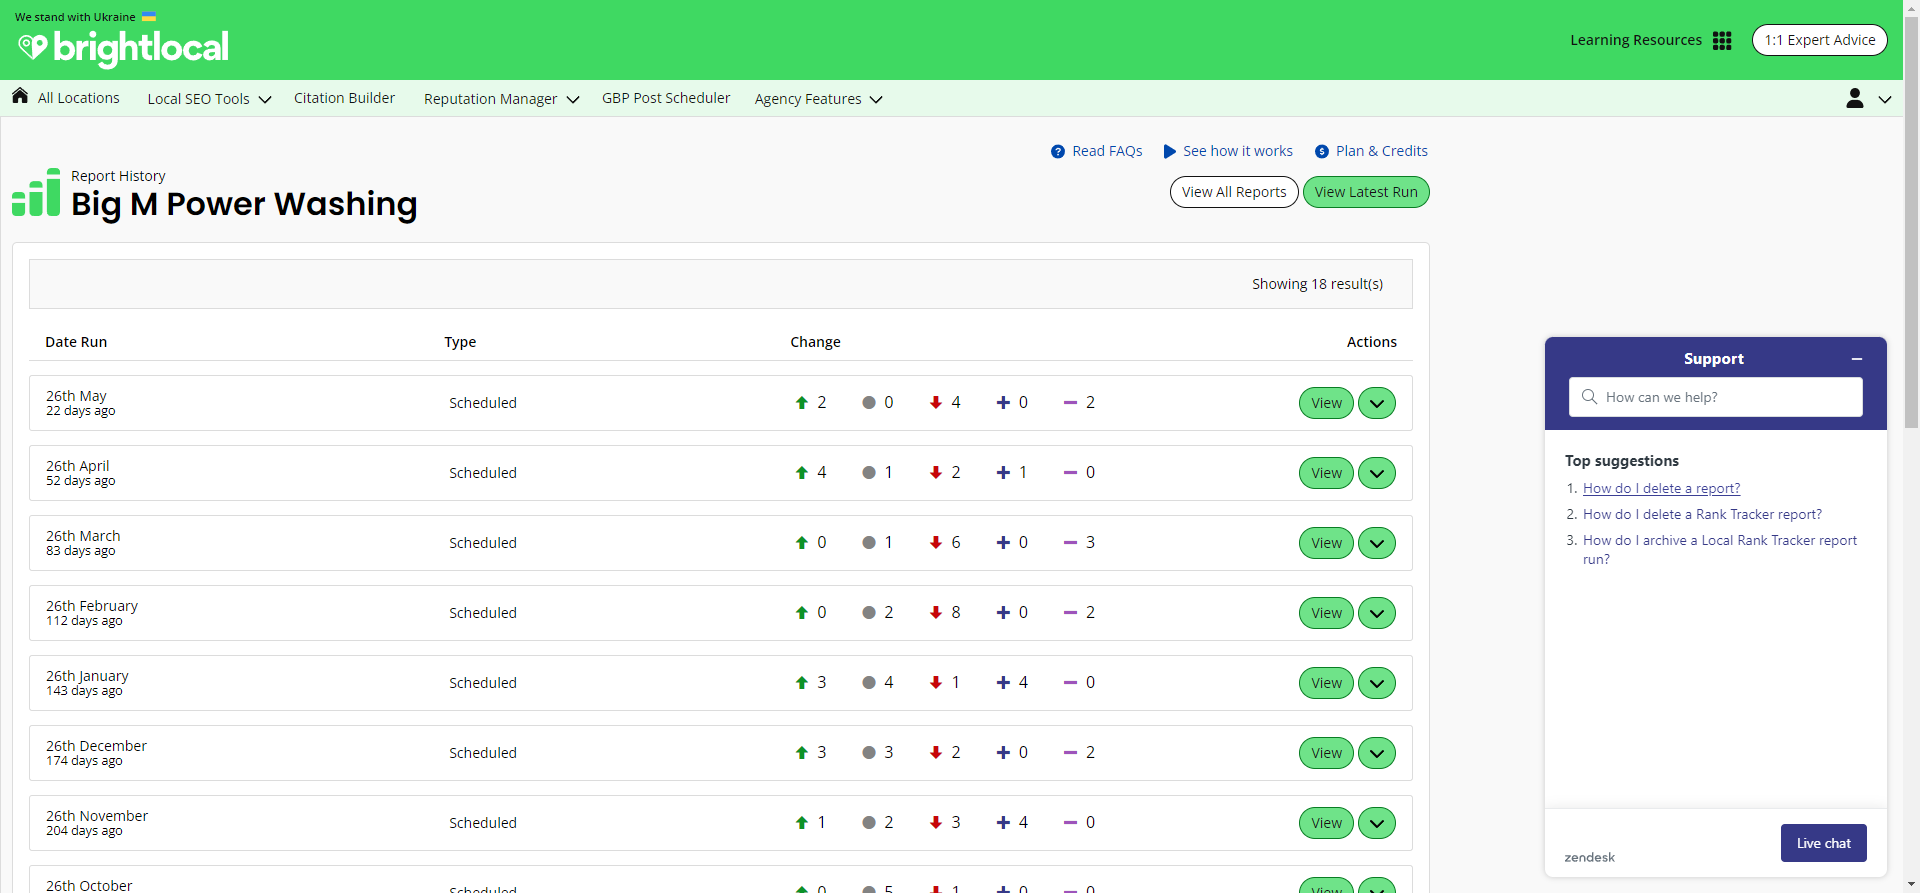 We stand with Ukraine
brightlocal
Learning Resources
1:1 Expert Advice
All Locations
Local SEO Tools
Citation Builder
Reputation Manager
GBP Post Scheduler
Agency Features
Read FAQs
See how it works
Plan & Credits
Report History
Big M Power Washing
View All Reports
View Latest Run
Showing 18 result(s)
Date Run Type Change Actions
26th May
22 days ago
Scheduled 2 0 4 0 2 View
26th April
52 days ago
Scheduled 4 1 2 1 0 View
26th March
83 days ago
Scheduled 0 1 6 0 3 View
26th February
112 days ago
Scheduled 0 2 8 0 2 View
26th January
143 days ago
Scheduled 3 4 1 4 0 View
26th December
174 days ago
Scheduled 3 3 2 0 2 View
26th November
204 days ago
Scheduled 1 2 3 4 0 View
26th October
Scheduled 0 5 1 0 0 View
Support
How can we help?
Top suggestions
1. How do I delete a report?
2. How do I delete a Rank Tracker report?
3. How do I archive a Local Rank Tracker report
run?
zendesk
Live chat